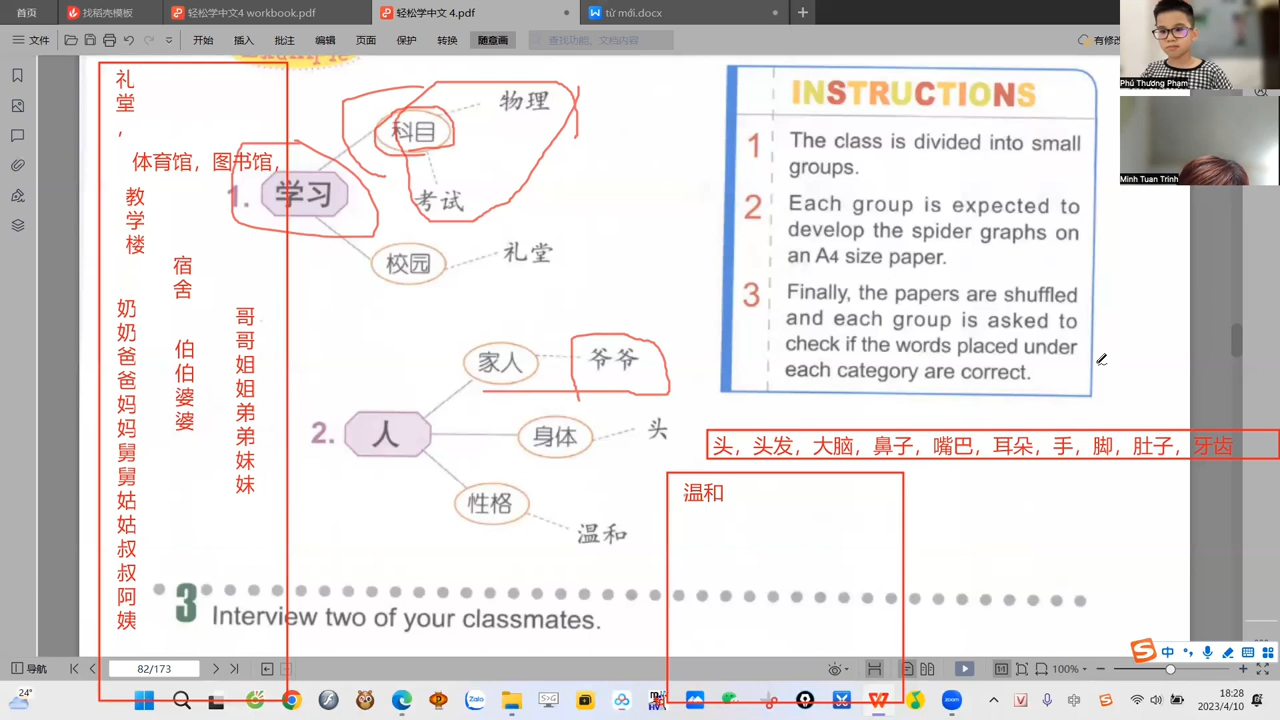 首页
找稻壳模板
轻松学中文4 workbook.pdf
轻松学中文 4.pdf
từ mới.docx
文件
开始
插入
批注
编辑
页面
保护
转换
随意画
查找功能、文档内容
有修改
Phú Thương Phạm
Minh Tuan Trinh
Example
礼堂，
体育馆，图书馆，
教学楼
宿舍
奶奶爸爸妈妈舅舅姑姑叔叔阿姨
伯伯婆婆
哥哥姐姐弟弟妹妹
1. 学习
科目
物理
考试
校园
礼堂
2. 人
家人
爷爷
身体
头
性格
温和
INSTRUCTIONS
1 The class is divided into small
groups.
2 Each group is expected to
develop the spider graphs on
an A4 size paper.
3 Finally, the papers are shuffled
and each group is asked to
check if the words placed under
each category are correct.
头，头发，大脑，鼻子，嘴巴，耳朵，手，脚，肚子，牙齿
温和
3 Interview two of your classmates.
导航
82/173
100%
中
24°
Zalo
zoom
18:28
2023/4/10